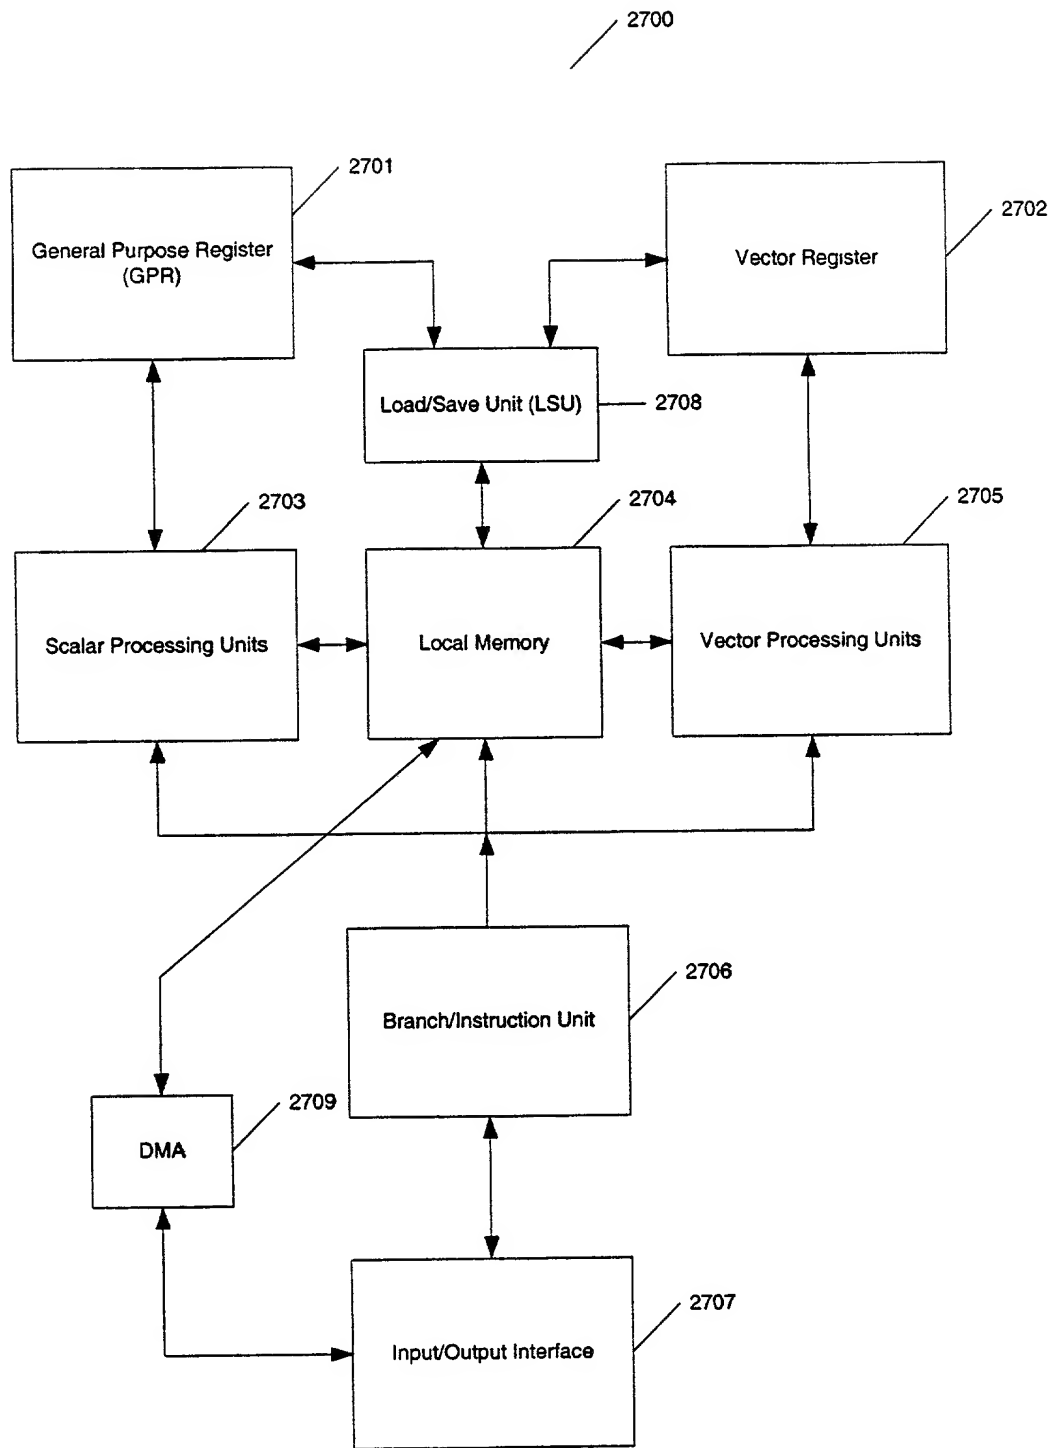 2700
2701
General Purpose Register
(GPR)
2702
Vector Register
Load/Save Unit (LSU)
2708
2703
Scalar Processing Units
2704
Local Memory
2705
Vector Processing Units
2706
Branch/Instruction Unit
2709
DMA
2707
Input/Output Interface